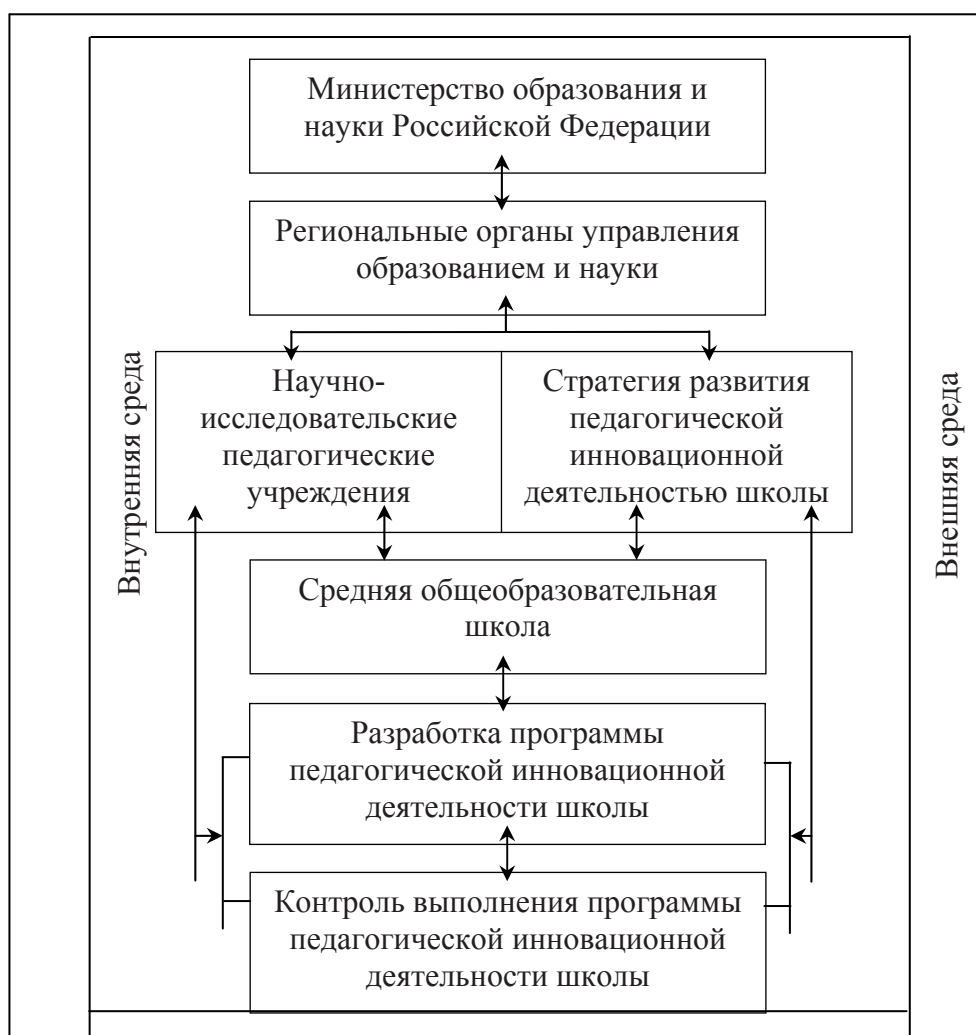 Министерство образования и
науки Российской Федерации
Региональные органы управления
образованием и науки
Внутренняя среда
Научно-
исследовательские
педагогические
учреждения
Стратегия развития
педагогической
инновационной
деятельностью школы
Внешняя среда
Средняя общеобразовательная
школа
Разработка программы
педагогической инновационной
деятельности школы
Контроль выполнения программы
педагогической инновационной
деятельности школы